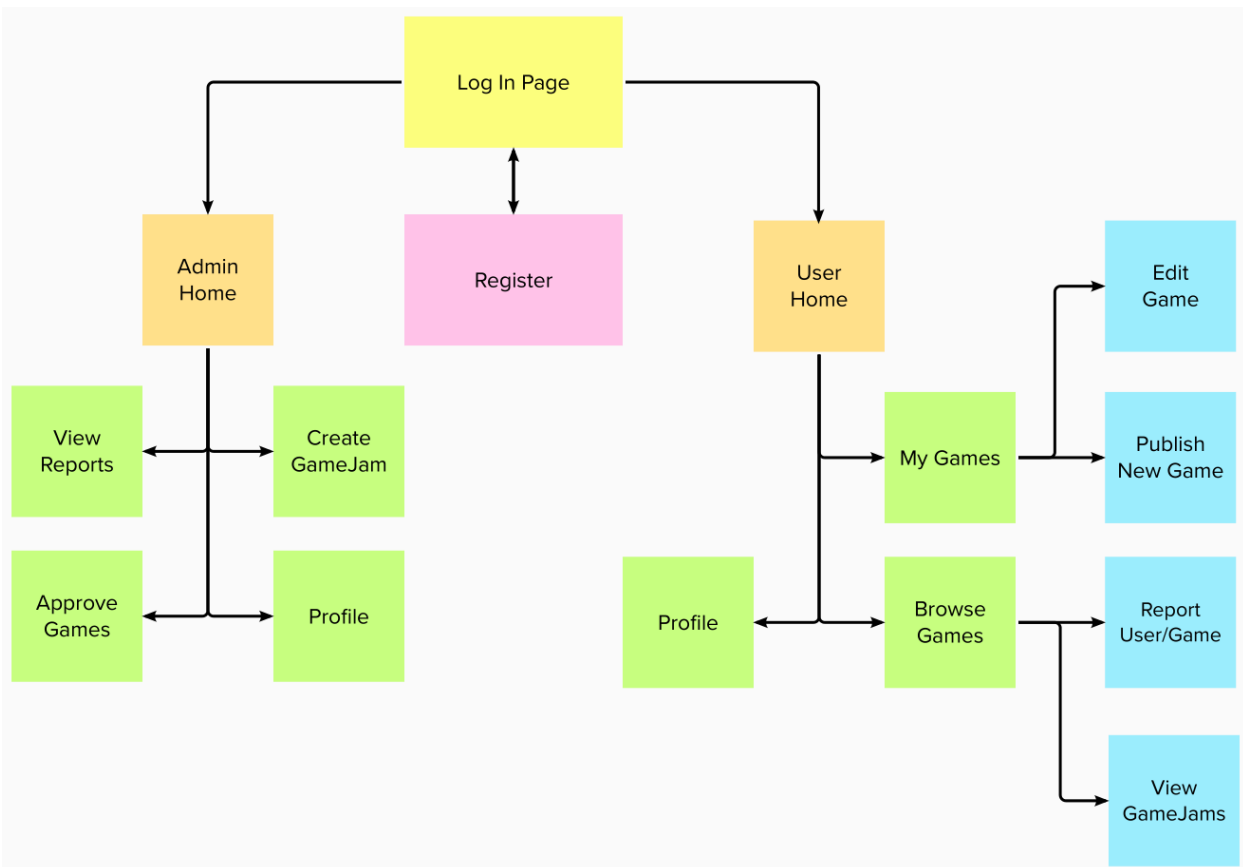 Log In Page
Admin
Home
Register
User
Home
Edit
Game
View
Reports
Create
GameJam
My Games
Publish
New Game
Approve
Games
Profile
Profile
Browse
Games
Report
User/Game
View
GameJams